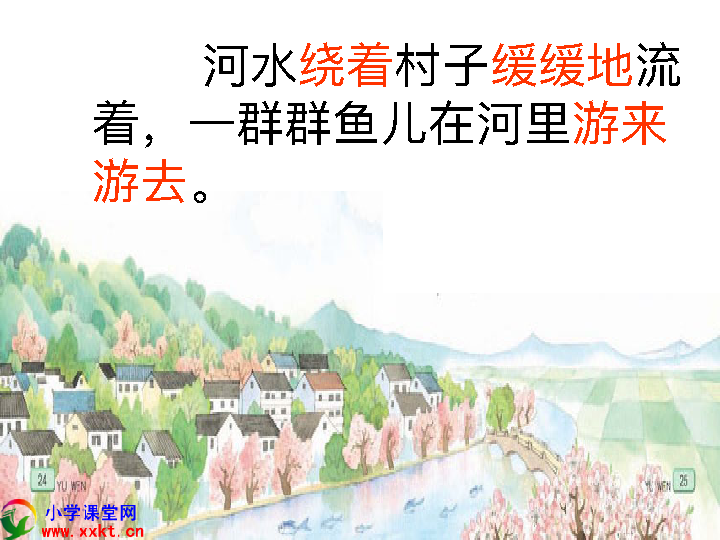 河水绕着村子缓缓地流
着，一群群鱼儿在河里游来
游去。
24 YU WEN
YU WEN 25
小学课堂网
www.xxkt.cn